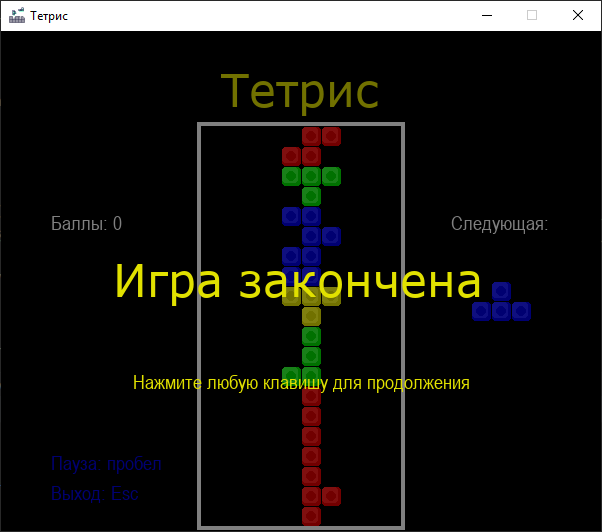 Тетрис
Тетрис
Баллы: 0
Следующая:
Игра закончена
Нажмите любую клавишу для продолжения
Пауза: пробел
Выход: Esc